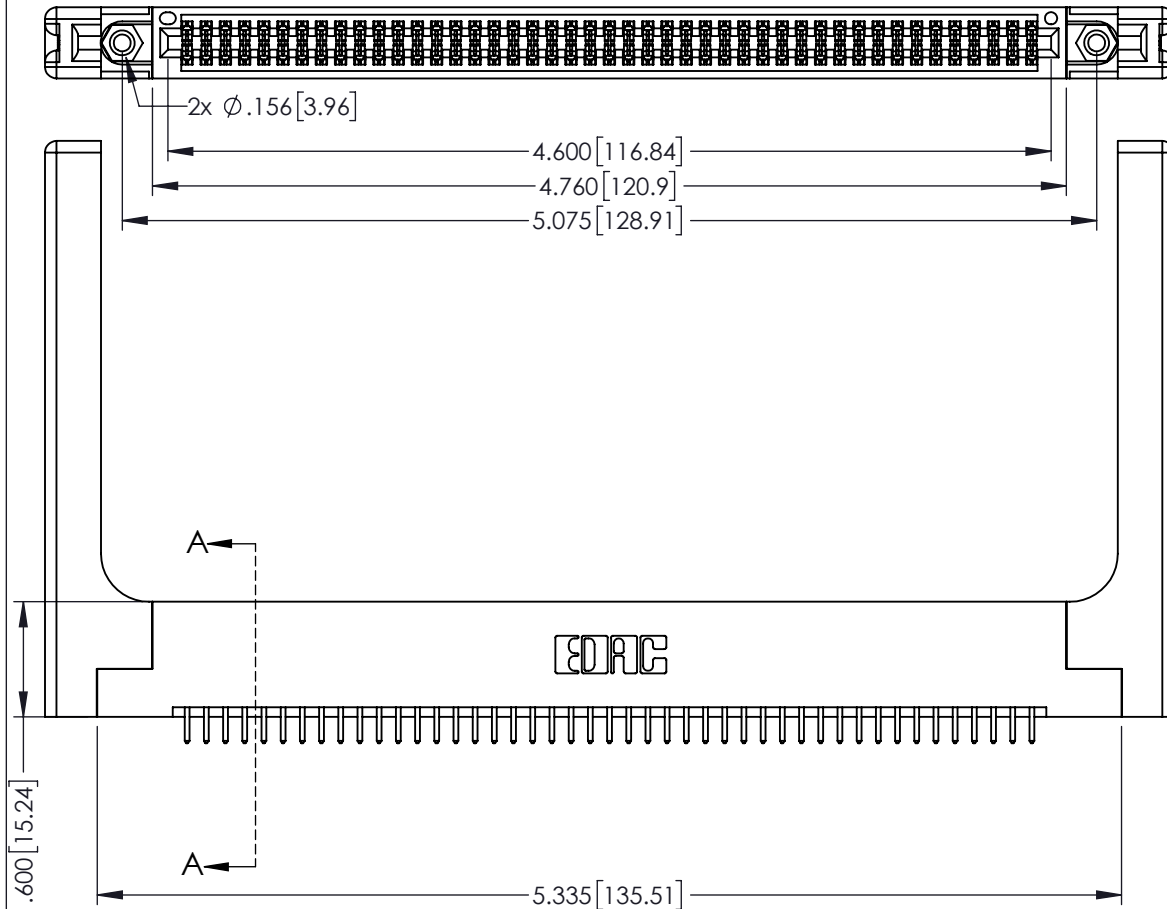 2x Ø.156[3.96]
4.600[116.84]
4.760[120.9]
5.075[128.91]
A
EDAC
A
.600[15.24]
5.335[135.51]